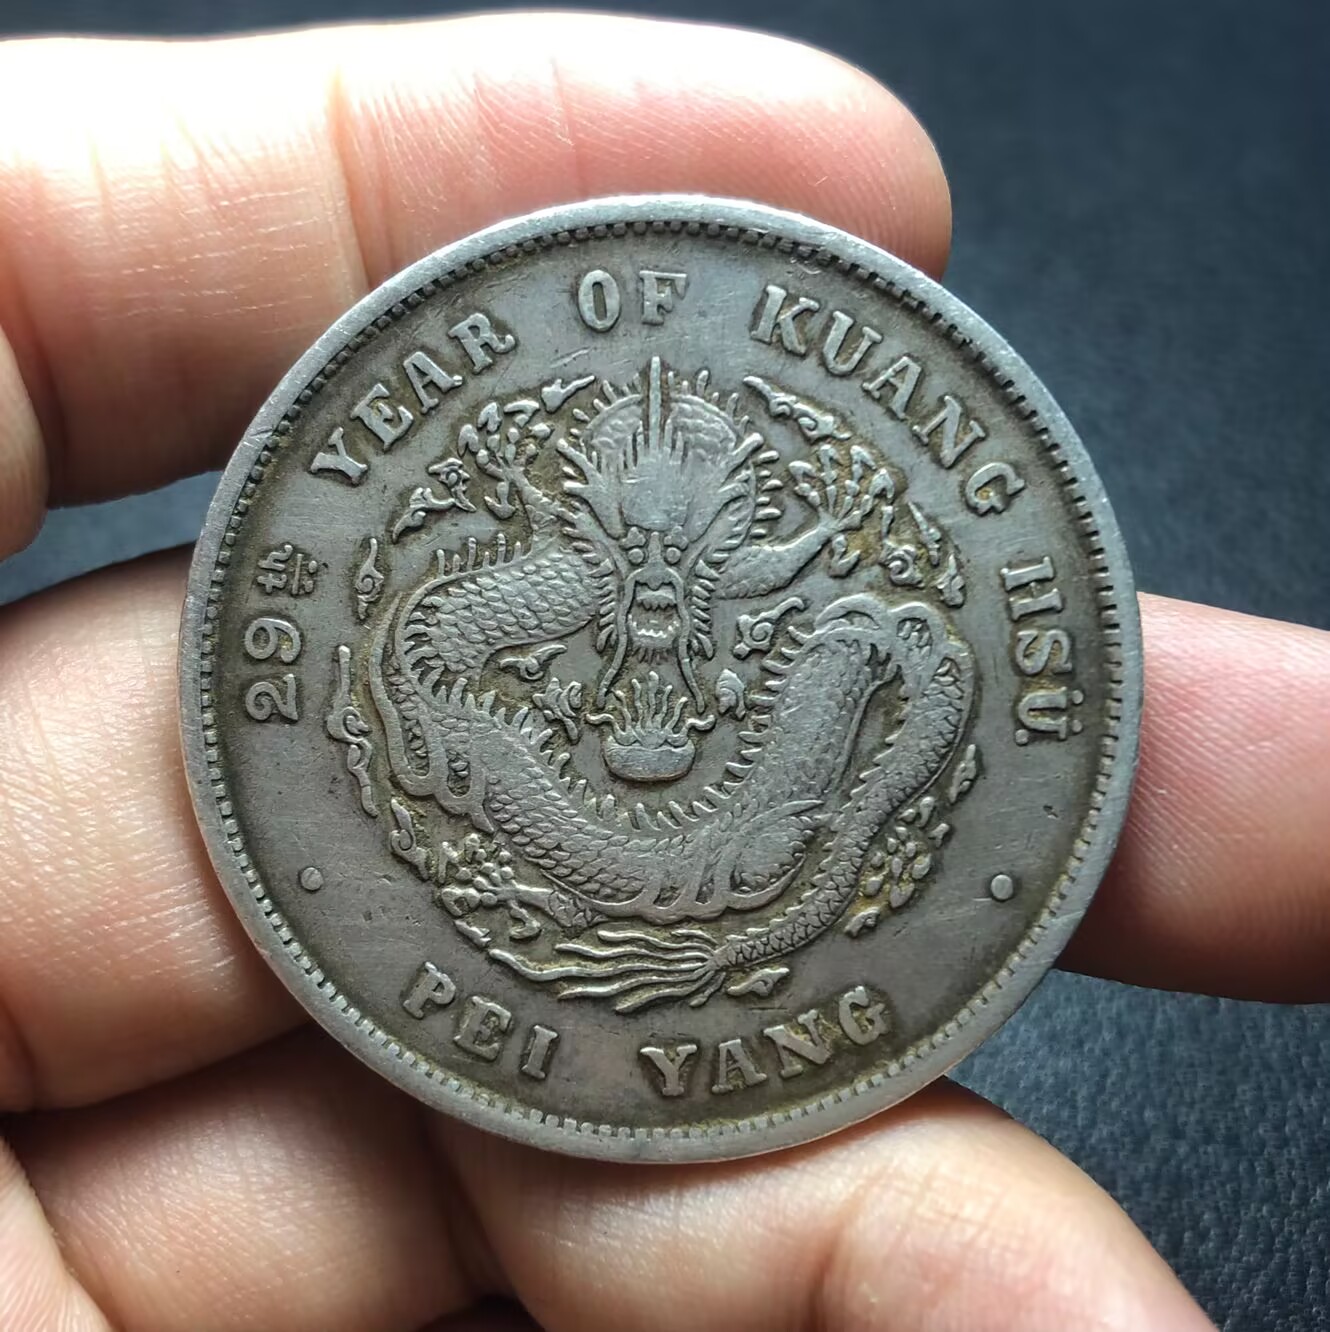 29th YEAR OF KUANG HSÜ
PEI YANG